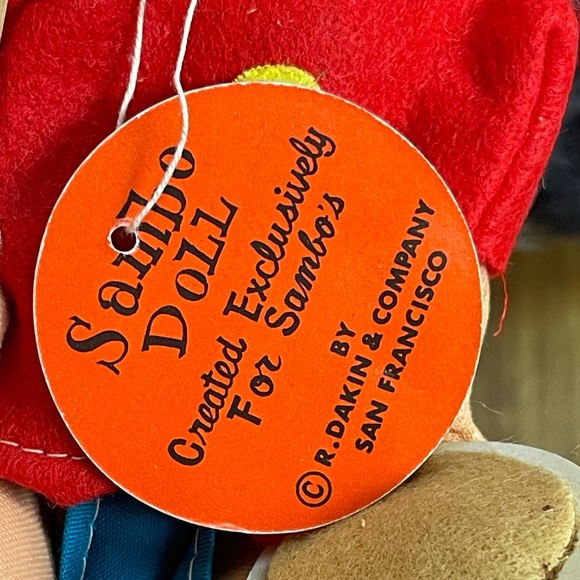 Sambo
DOLL
Created Exclusively
For Sambo's
BY
© R. DAKIN & COMPANY
SAN FRANCISCO